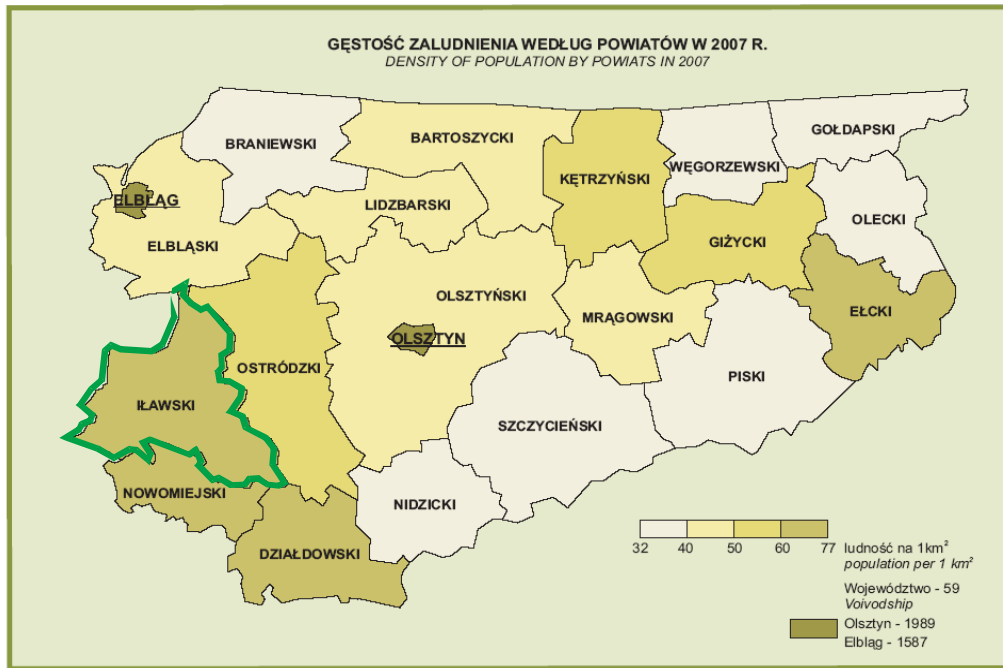 GĘSTOŚĆ ZALUDNIENIA WEDŁUG POWIATÓW W 2007 R.
DENSITY OF POPULATION BY POWIATS IN 2007
GOŁDAPSKI
BARTOSZYCKI
BRANIEWSKI
WĘGORZEWSKI
KĘTRZYŃSKI
ELBLĄG
LIDZBARSKI
OLECKI
ELBLĄSKI
GIŻYCKI
OLSZTYŃSKI
EŁCKI
MRĄGOWSKI
OLSZTYN
OSTRÓDZKI
PISKI
IŁAWSKI
SZCZYCIEŃSKI
NOWOMIEJSKI
NIDZICKI
DZIAŁDOWSKI
32 40 50 60 77
ludność na 1km²
population per 1 km²
Województwo - 59
Voivodship
Olsztyn - 1989
Elbląg - 1587